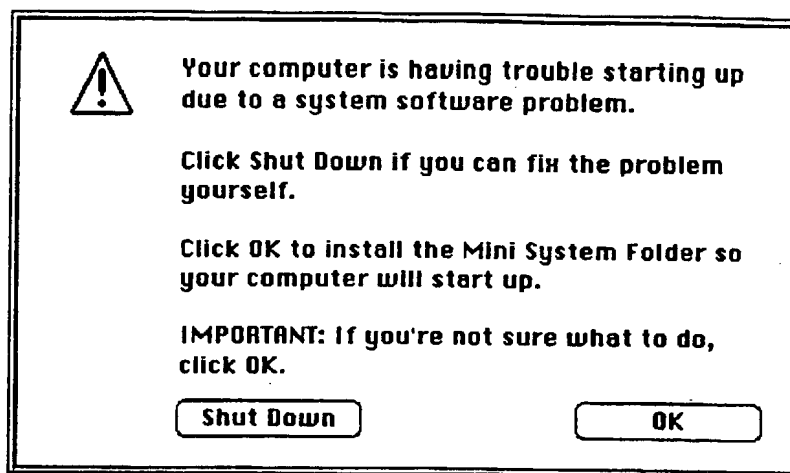 Your computer is having trouble starting up
due to a system software problem.
Click Shut Down if you can fix the problem
yourself.
Click OK to install the Mini System Folder so
your computer will start up.
IMPORTANT: If you're not sure what to do,
click OK.
Shut Down
OK